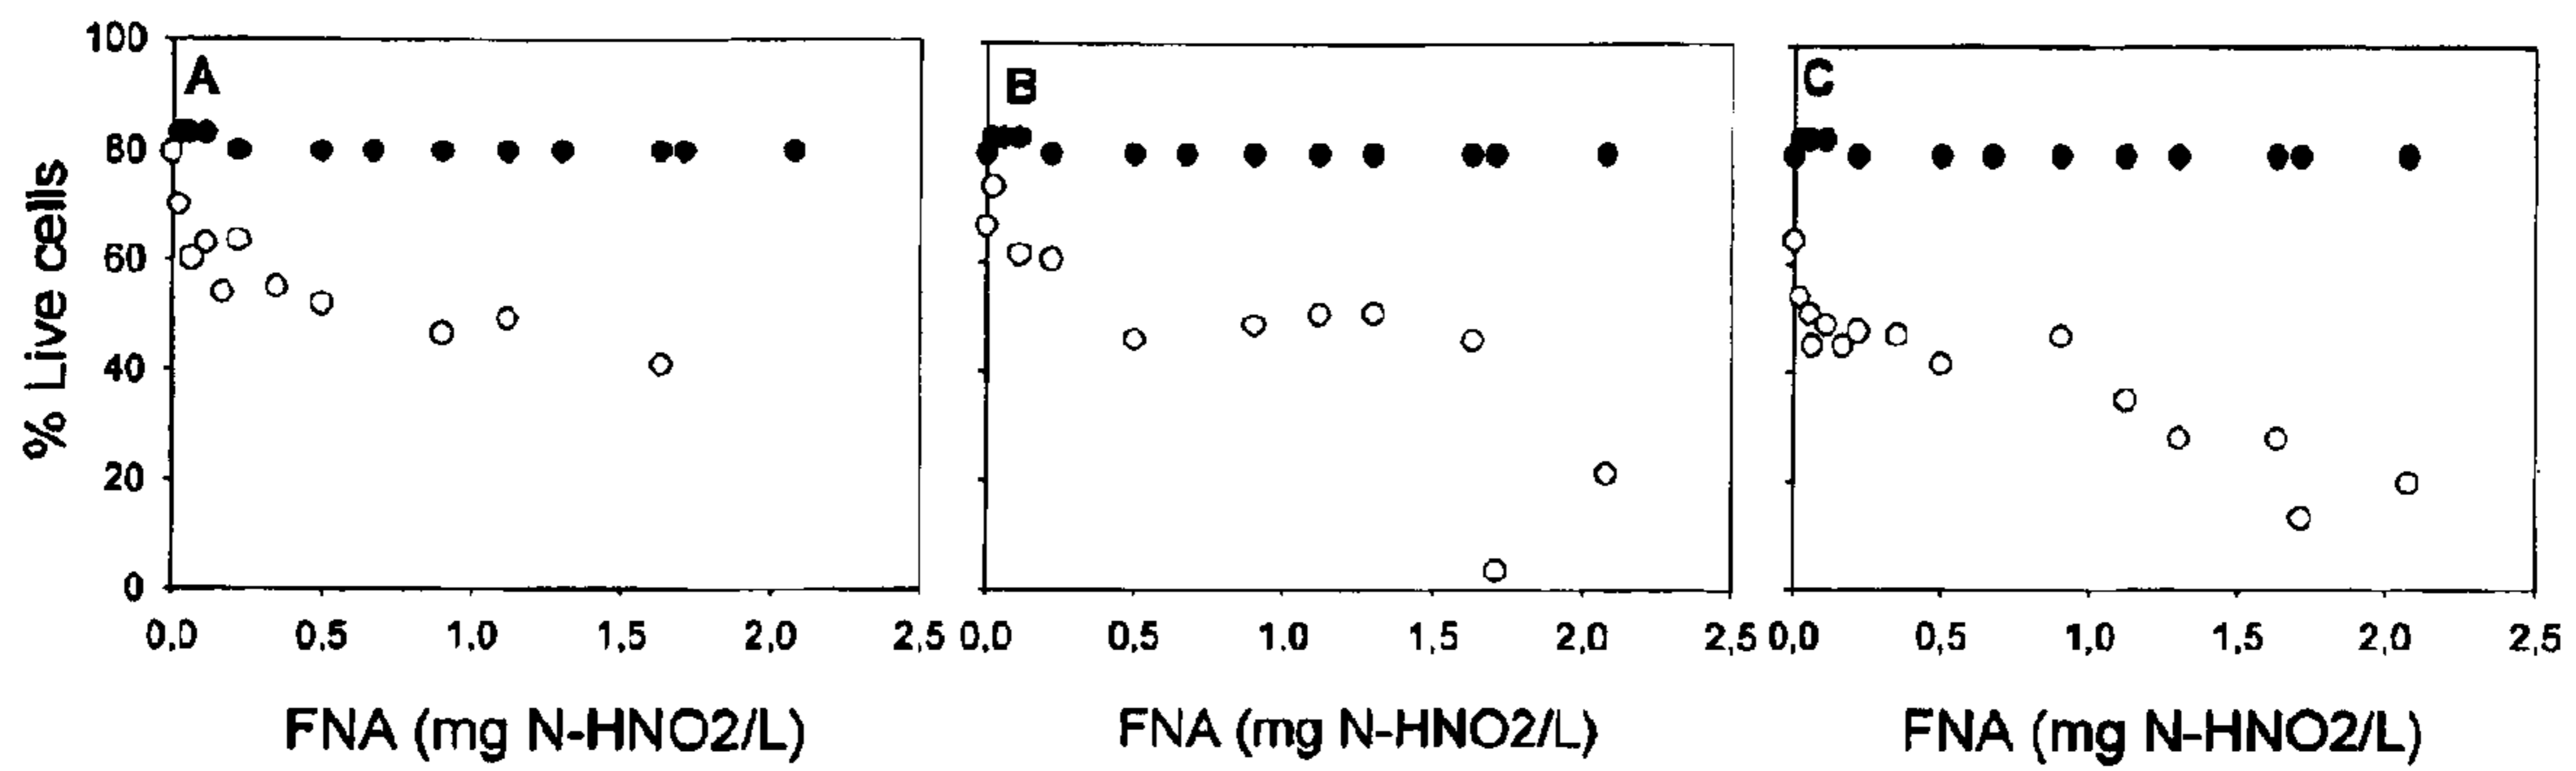 100
80
60
40
20
0
% Live cells
A
B
C
0,0 0,5 1,0 1,5 2,0 2,5
0,0 0,5 1,0 1,5 2,0 2,5
0,0 0,5 1,0 1,5 2,0 2,5
FNA (mg N-HNO2/L)
FNA (mg N-HNO2/L)
FNA (mg N-HNO2/L)